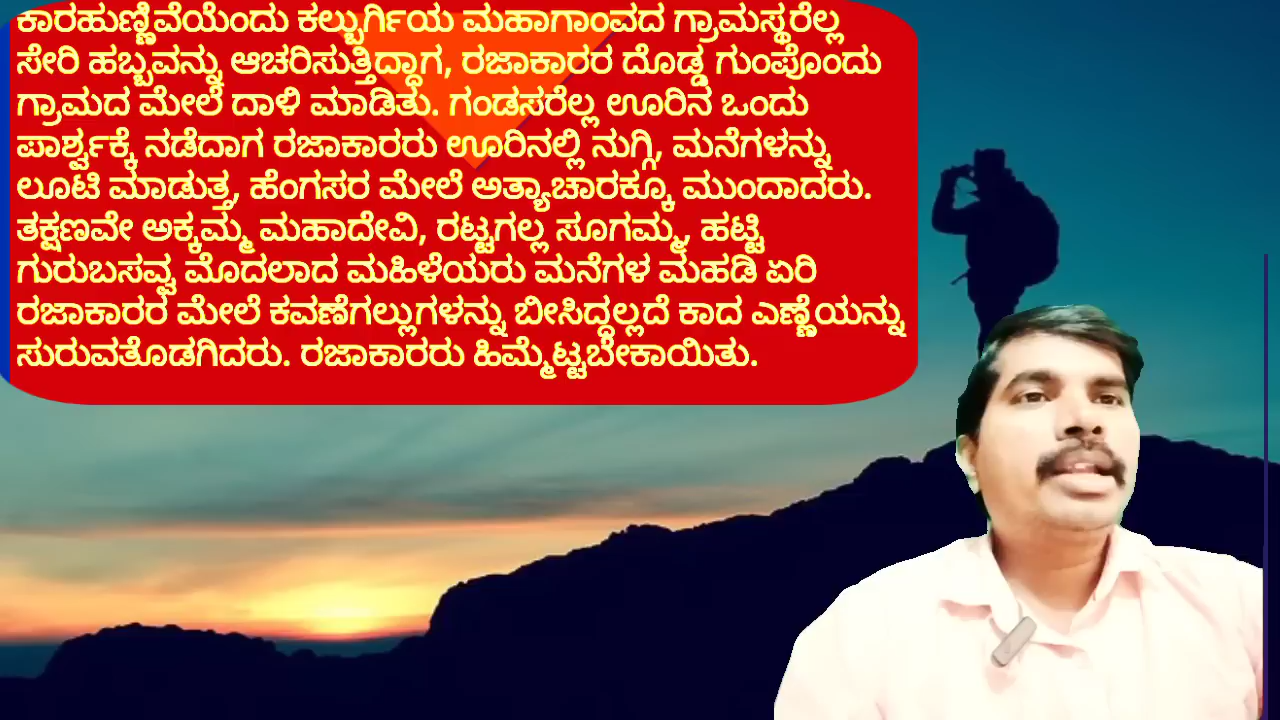 ಕಾರಹುಣ್ಣಿವೆಯೆಂದು ಕಲ್ಬುರ್ಗಿಯ ಮಹಾಗಾಂವದ ಗ್ರಾಮಸ್ಥರೆಲ್ಲ
ಸೇರಿ ಹಬ್ಬವನ್ನು ಆಚರಿಸುತ್ತಿದ್ದಾಗ, ರಜಾಕಾರರ ದೊಡ್ಡ ಗುಂಪೊಂದು
ಗ್ರಾಮದ ಮೇಲೆ ದಾಳಿ ಮಾಡಿತು. ಗಂಡಸರೆಲ್ಲ ಊರಿನ ಒಂದು
ಪಾರ್ಶ್ವಕ್ಕೆ ನಡೆದಾಗ ರಜಾಕಾರರು ಊರಿನಲ್ಲಿ ನುಗ್ಗಿ, ಮನೆಗಳನ್ನು
ಲೂಟಿ ಮಾಡುತ್ತ, ಹೆಂಗಸರ ಮೇಲೆ ಅತ್ಯಾಚಾರಕ್ಕೂ ಮುಂದಾದರು.
ತಕ್ಷಣವೇ ಅಕ್ಕಮ್ಮ ಮಹಾದೇವಿ, ರಟ್ಟಗಲ್ಲ ಸೂಗಮ್ಮ, ಹಟ್ಟಿ
ಗುರುಬಸವ್ವ ಮೊದಲಾದ ಮಹಿಳೆಯರು ಮನೆಗಳ ಮಹಡಿ ಏರಿ
ರಜಾಕಾರರ ಮೇಲೆ ಕವಣೆಗಲ್ಲುಗಳನ್ನು ಬೀಸಿದ್ದಲ್ಲದೆ ಕಾದ ಎಣ್ಣೆಯನ್ನು
ಸುರುವತೊಡಗಿದರು. ರಜಾಕಾರರು ಹಿಮ್ಮೆಟ್ಟಬೇಕಾಯಿತು.